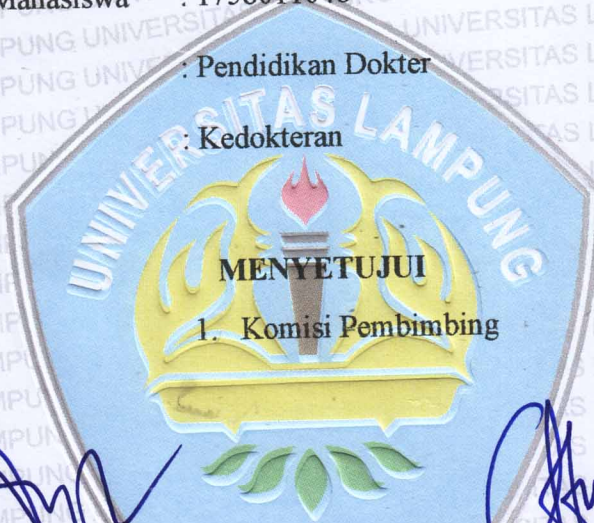 : Pendidikan Dokter
: Kedokteran
UNIVERSITAS LAMPUNG
MENYETUJUI
1. Komisi Pembimbing